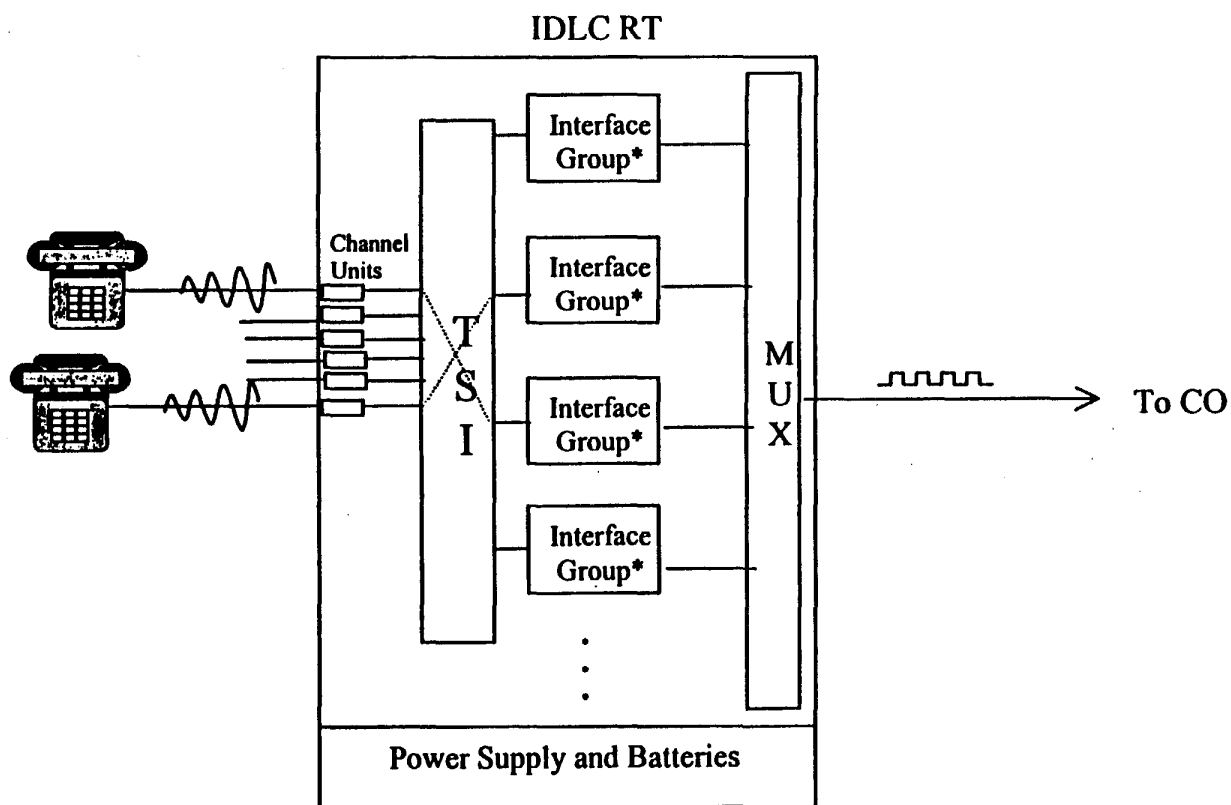 IDLC RT
Interface
Group*
Channel
Units
Interface
Group*
T
S
I
Interface
Group*
M
U
X
To CO
Interface
Group*
Power Supply and Batteries